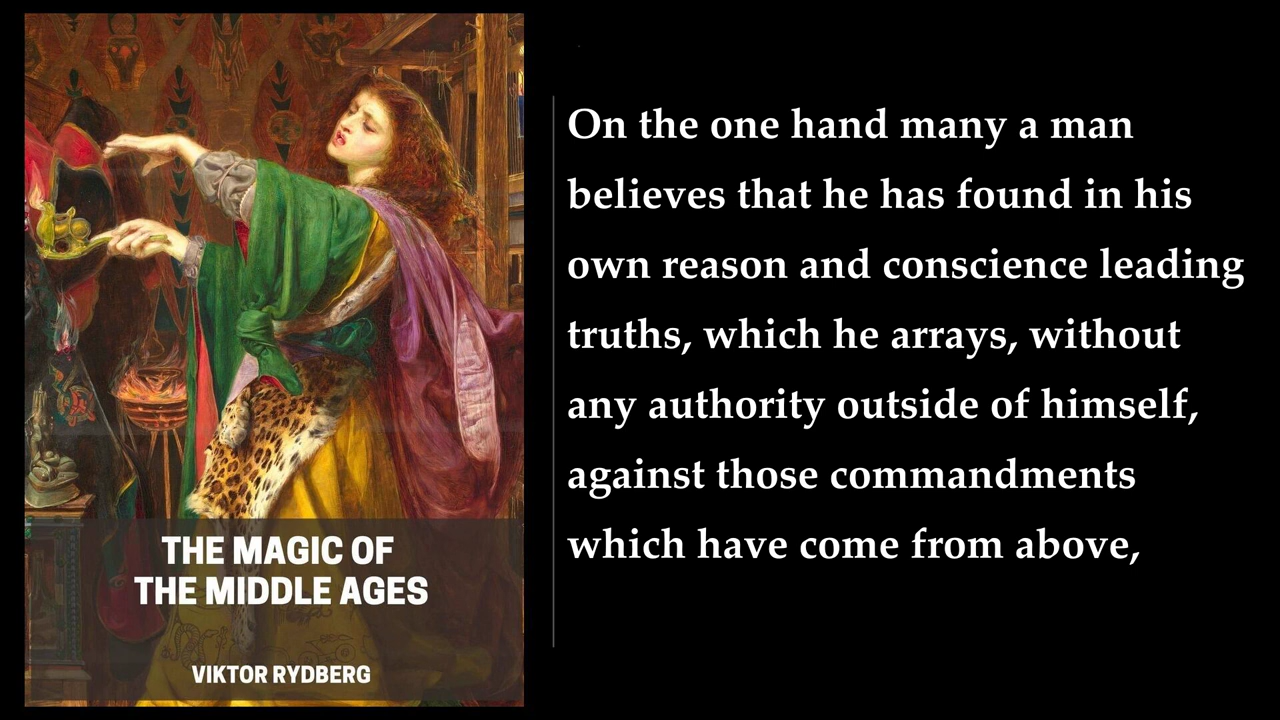 THE MAGIC OF
THE MIDDLE AGES
VIKTOR RYDBERG
On the one hand many a man
believes that he has found in his
own reason and conscience leading
truths, which he arrays, without
any authority outside of himself,
against those commandments
which have come from above,